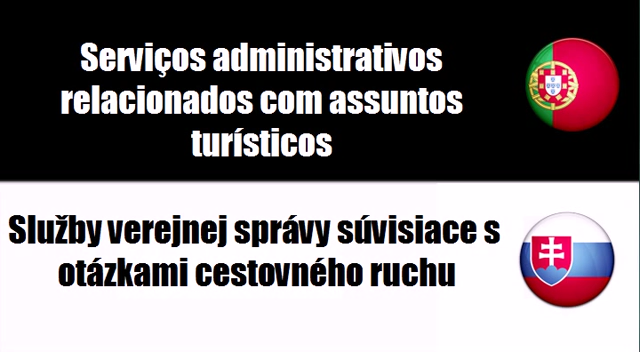 Serviços administrativos
relacionados com assuntos
turísticos
Služby verejnej správy súvisiace s
otázkami cestovného ruchu